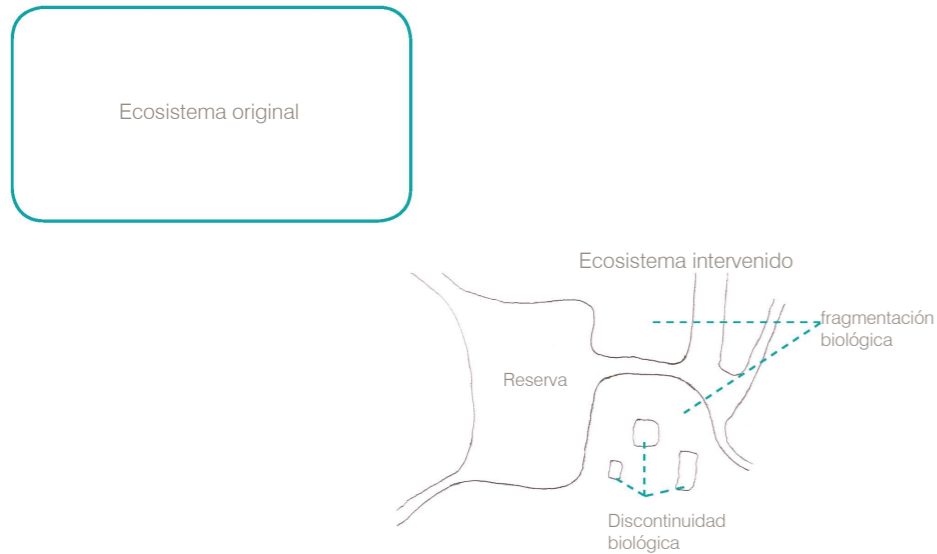 Ecosistema original
Ecosistema intervenido
fragmentación
biológica
Reserva
Discontinuidad
biológica